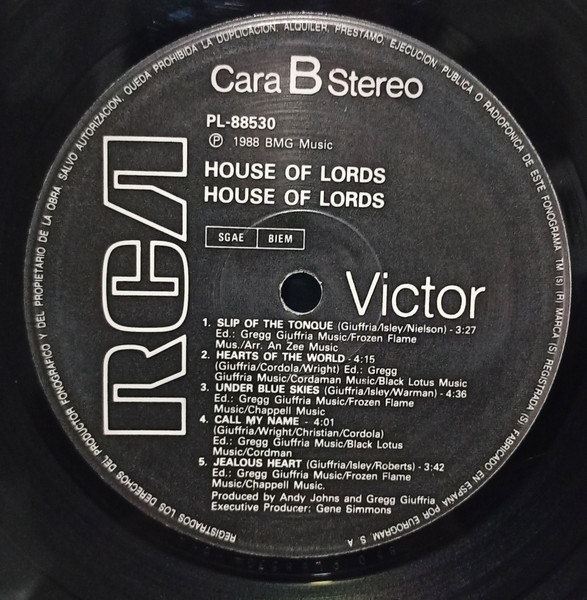 REGISTRADOS LOS DERECHOS DEL PRODUCTOR FONOGRAFICO Y DEL PROPIETARIO DE LA OBRA. SALVO AUTORIZACION, QUEDA PROHIBIDA LA DUPLICACION, ALQUILER, PRESTAMO, EJECUCION, PUBLICA O RADIOFONICA DE ESTE FONOGRAMA. TM (S) (R) MARCA (S) REGISTRADA (S) FABRICADO EN ESPAÑA POR EUROGRAM, S. A.
Cara B Stereo
PL-88530
Ⓟ 1988 BMG Music
HOUSE OF LORDS
HOUSE OF LORDS
SGAE BIEM
RCA
Victor
1. SLIP OF THE TONQUE (Giuffria/Isley/Nielson) - 3:27
Ed.: Gregg Giuffria Music/Frozen Flame
Mus./Arr. An Zee Music
2. HEARTS OF THE WORLD - 4:15
(Giuffria/Cordola/Wright) Ed.: Gregg
Giuffria Music/Cordaman Music/Black Lotus Music
3. UNDER BLUE SKIES (Giuffria/Isley/Warman) - 4:36
Ed.: Gregg Giuffria Music/Frozen Flame
Music/Chappell Music
4. CALL MY NAME - 4:01
(Giuffria/Wright/Christian/Cordola)
Ed.: Gregg Giuffria Music/Black Lotus
Music/Cordman
5. JEALOUS HEART (Giuffria/Isley/Roberts) - 3:42
Ed.: Gregg Giuffria Music/Frozen Flame
Music/Chappell Music.
Produced by Andy Johns and Gregg Giuffria
Executive Producer: Gene Simmons